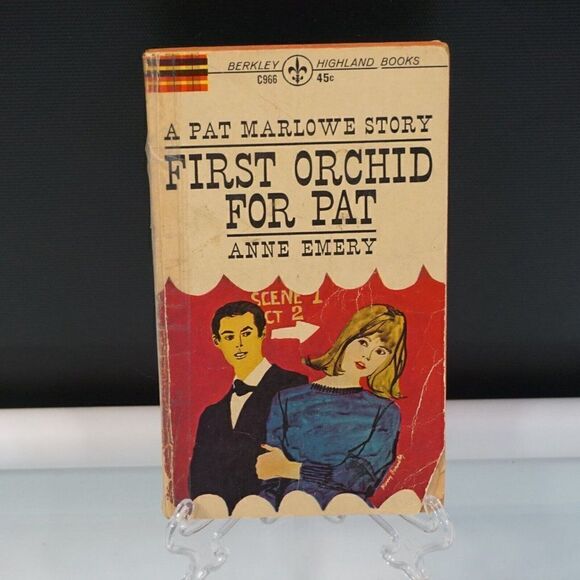 BERKLEY HIGHLAND BOOKS
C966 45c
A PAT MARLOWE STORY
FIRST ORCHID
FOR PAT
ANNE EMERY
SCENE 1
CT 2